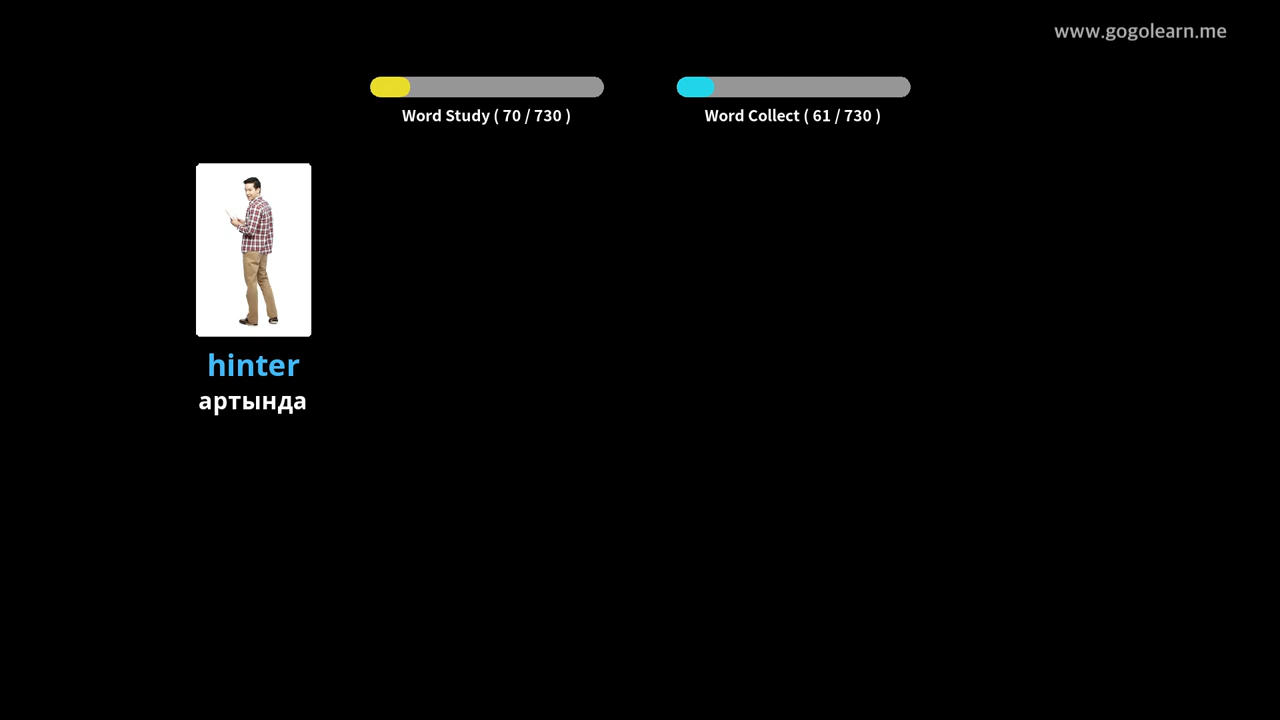 www.gogolearn.me
Word Study ( 70 / 730 )
Word Collect ( 61 / 730 )
hinter
артында